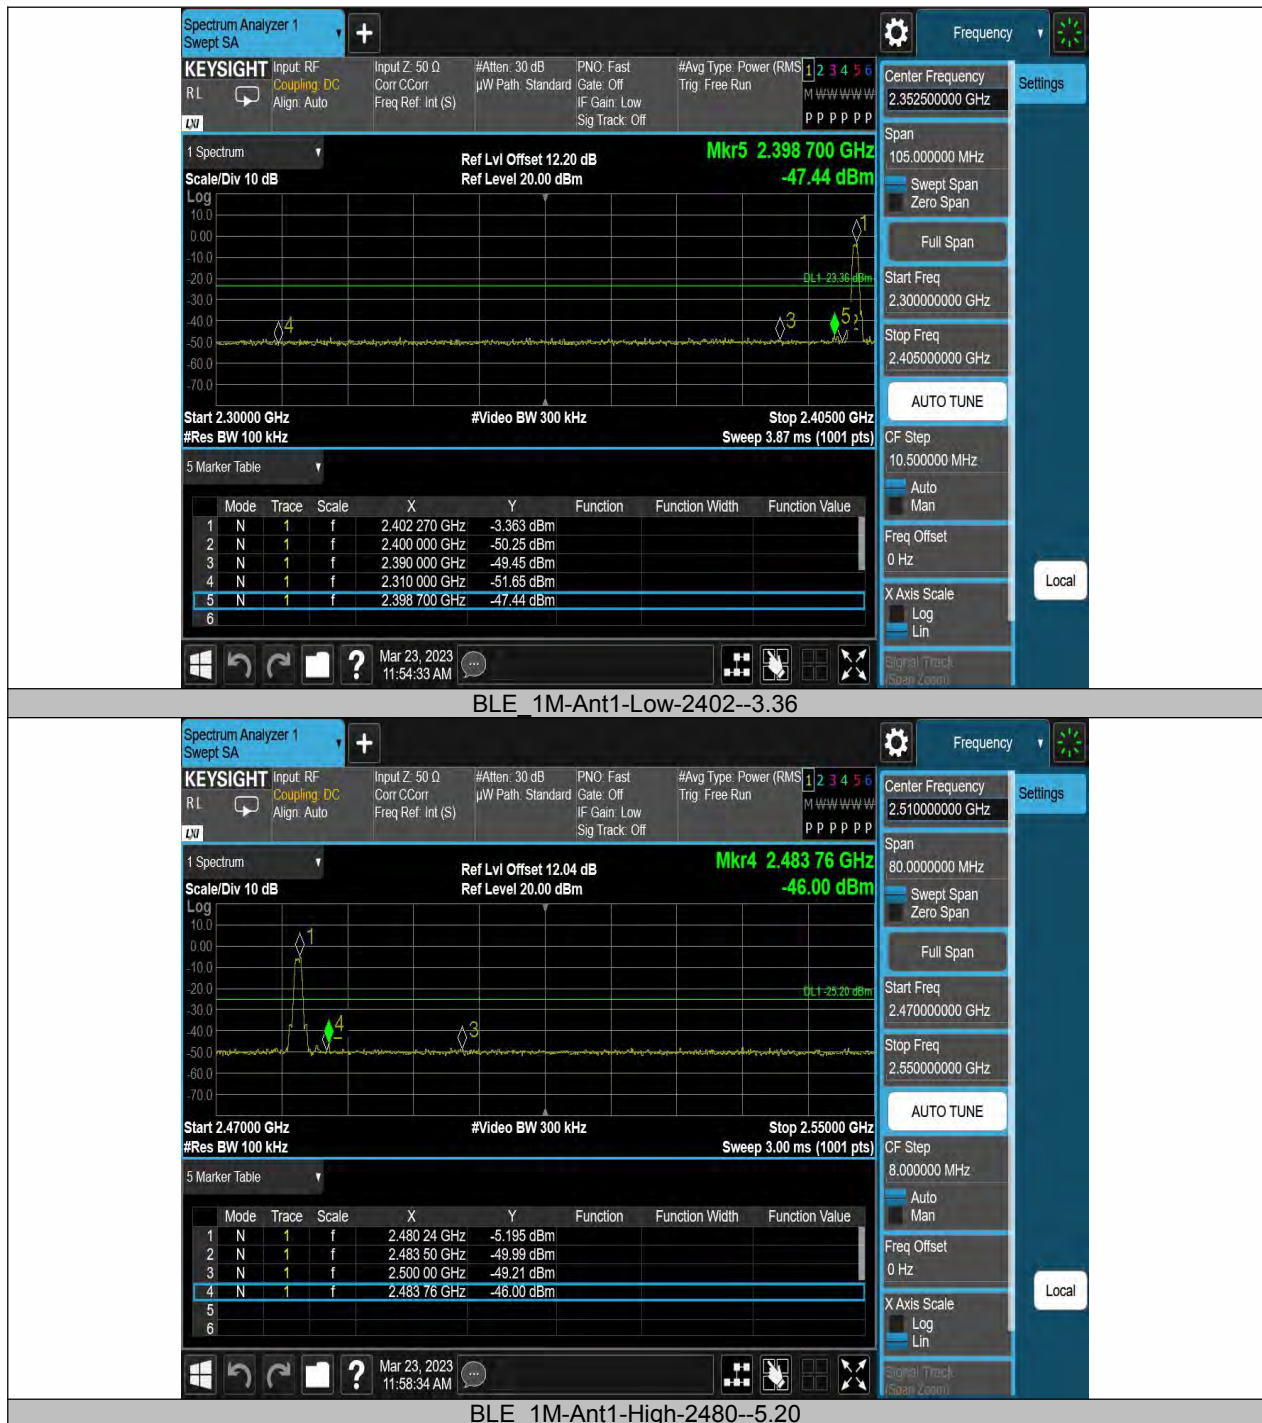 Spectrum Analyzer 1
Swept SA
+
Frequency
KEYSIGHT
RL
LXI
Input: RF
Coupling: DC
Align: Auto
Input Z: 50 Ω
Corr CCorr
Freq Ref: Int (S)
#Atten: 30 dB
µW Path: Standard
PNO: Fast
Gate: Off
IF Gain: Low
Sig Track: Off
#Avg Type: Power (RMS
Trig: Free Run
1 2 3 4 5 6
M W W W W W
P P P P P P
Center Frequency
2.352500000 GHz
Settings
Span
105.000000 MHz
Swept Span
Zero Span
Full Span
Start Freq
2.300000000 GHz
Stop Freq
2.405000000 GHz
AUTO TUNE
CF Step
10.500000 MHz
Auto
Man
Freq Offset
0 Hz
X Axis Scale
Log
Lin
Signal Track
(Span Zoom)
Local
1 Spectrum
Scale/Div 10 dB
Ref Lvl Offset 12.20 dB
Ref Level 20.00 dBm
Mkr5 2.398 700 GHz
-47.44 dBm
Log
10.0
0.00
-10.0
-20.0
-30.0
-40.0
-50.0
-60.0
-70.0
DL1 -23.36 dBm
1
4
3
5
Start 2.30000 GHz
#Video BW 300 kHz
Stop 2.40500 GHz
#Res BW 100 kHz
Sweep 3.87 ms (1001 pts)
5 Marker Table
Mode Trace Scale X Y Function Function Width Function Value
1 N 1 f 2.402 270 GHz -3.363 dBm
2 N 1 f 2.400 000 GHz -50.25 dBm
3 N 1 f 2.390 000 GHz -49.45 dBm
4 N 1 f 2.310 000 GHz -51.65 dBm
5 N 1 f 2.398 700 GHz -47.44 dBm
6
?
Mar 23, 2023
11:54:33 AM
BLE_1M-Ant1-Low-2402--3.36
Spectrum Analyzer 1
Swept SA
+
Frequency
KEYSIGHT
RL
LXI
Input: RF
Coupling: DC
Align: Auto
Input Z: 50 Ω
Corr CCorr
Freq Ref: Int (S)
#Atten: 30 dB
µW Path: Standard
PNO: Fast
Gate: Off
IF Gain: Low
Sig Track: Off
#Avg Type: Power (RMS
Trig: Free Run
1 2 3 4 5 6
M W W W W W
P P P P P P
Center Frequency
2.510000000 GHz
Settings
Span
80.0000000 MHz
Swept Span
Zero Span
Full Span
Start Freq
2.470000000 GHz
Stop Freq
2.550000000 GHz
AUTO TUNE
CF Step
8.000000 MHz
Auto
Man
Freq Offset
0 Hz
X Axis Scale
Log
Lin
Signal Track
(Span Zoom)
Local
1 Spectrum
Scale/Div 10 dB
Ref Lvl Offset 12.04 dB
Ref Level 20.00 dBm
Mkr4 2.483 76 GHz
-46.00 dBm
Log
10.0
0.00
-10.0
-20.0
-30.0
-40.0
-50.0
-60.0
-70.0
DL1 -25.20 dBm
1
4
3
Start 2.47000 GHz
#Video BW 300 kHz
Stop 2.55000 GHz
#Res BW 100 kHz
Sweep 3.00 ms (1001 pts)
5 Marker Table
Mode Trace Scale X Y Function Function Width Function Value
1 N 1 f 2.480 24 GHz -5.195 dBm
2 N 1 f 2.483 50 GHz -49.99 dBm
3 N 1 f 2.500 00 GHz -49.21 dBm
4 N 1 f 2.483 76 GHz -46.00 dBm
5
6
?
Mar 23, 2023
11:58:34 AM
BLE_1M-Ant1-High-2480--5.20